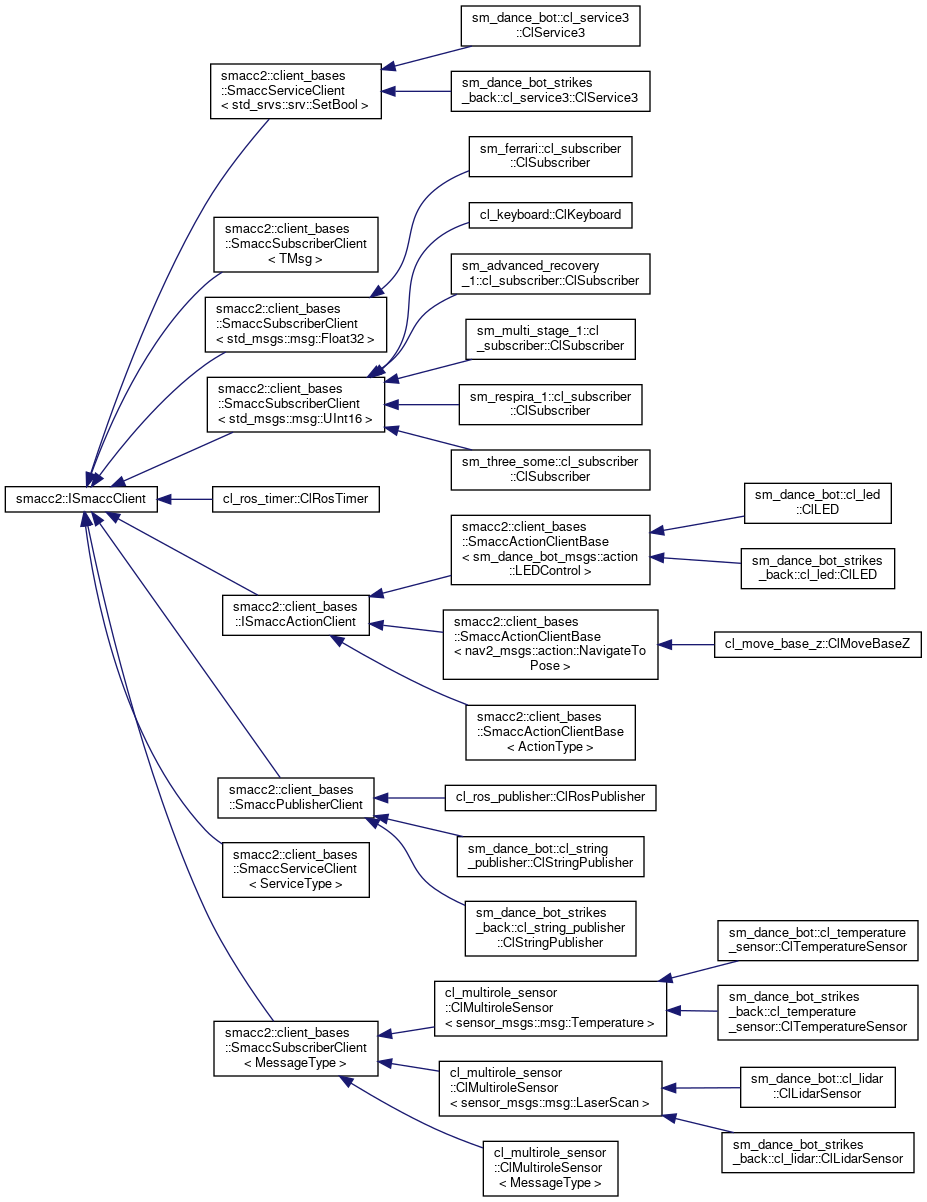 sm_dance_bot::cl_service3
::ClService3
smacc2::client_bases
::SmaccServiceClient
< std_srvs::srv::SetBool >
sm_dance_bot_strikes
_back::cl_service3::ClService3
sm_ferrari::cl_subscriber
::ClSubscriber
cl_keyboard::ClKeyboard
smacc2::client_bases
::SmaccSubscriberClient
< TMsg >
sm_advanced_recovery
_1::cl_subscriber::ClSubscriber
smacc2::client_bases
::SmaccSubscriberClient
< std_msgs::msg::Float32 >
sm_multi_stage_1::cl
_subscriber::ClSubscriber
smacc2::client_bases
::SmaccSubscriberClient
< std_msgs::msg::UInt16 >
sm_respira_1::cl_subscriber
::ClSubscriber
sm_three_some::cl_subscriber
::ClSubscriber
smacc2::ISmaccClient
cl_ros_timer::ClRosTimer
sm_dance_bot::cl_led
::ClLED
smacc2::client_bases
::SmaccActionClientBase
< sm_dance_bot_msgs::action
::LEDControl >
sm_dance_bot_strikes
_back::cl_led::ClLED
smacc2::client_bases
::ISmaccActionClient
smacc2::client_bases
::SmaccActionClientBase
< nav2_msgs::action::NavigateTo
Pose >
cl_move_base_z::ClMoveBaseZ
smacc2::client_bases
::SmaccActionClientBase
< ActionType >
smacc2::client_bases
::SmaccPublisherClient
cl_ros_publisher::ClRosPublisher
sm_dance_bot::cl_string
_publisher::ClStringPublisher
smacc2::client_bases
::SmaccServiceClient
< ServiceType >
sm_dance_bot_strikes
_back::cl_string_publisher
::ClStringPublisher
sm_dance_bot::cl_temperature
_sensor::ClTemperatureSensor
cl_multirole_sensor
::ClMultiroleSensor
< sensor_msgs::msg::Temperature >
sm_dance_bot_strikes
_back::cl_temperature
_sensor::ClTemperatureSensor
smacc2::client_bases
::SmaccSubscriberClient
< MessageType >
cl_multirole_sensor
::ClMultiroleSensor
< sensor_msgs::msg::LaserScan >
sm_dance_bot::cl_lidar
::ClLidarSensor
sm_dance_bot_strikes
_back::cl_lidar::ClLidarSensor
cl_multirole_sensor
::ClMultiroleSensor
< MessageType >